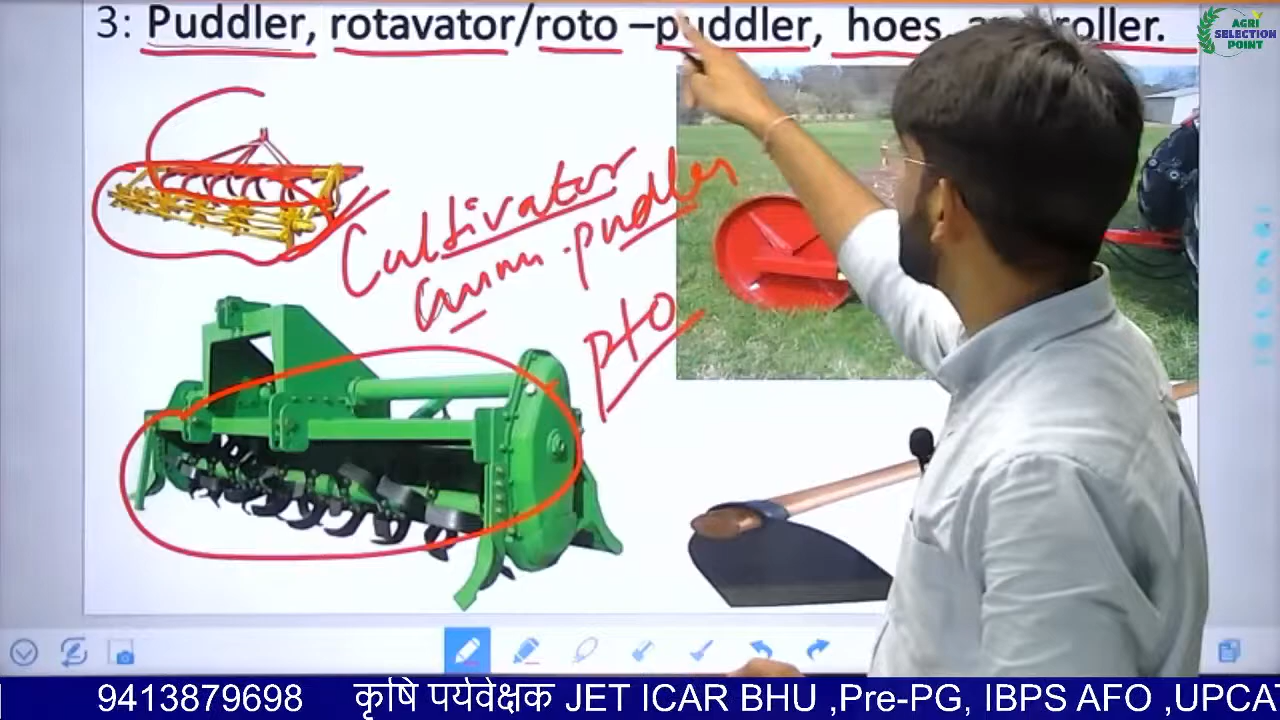 3: Puddler, rotavator/roto –puddler, hoes roller.
AGRI
SELECTION
POINT
Cultivator
cum. pudler
pto
9413879698 कृषि पर्यवेक्षक JET ICAR BHU ,Pre-PG, IBPS AFO ,UPCAT